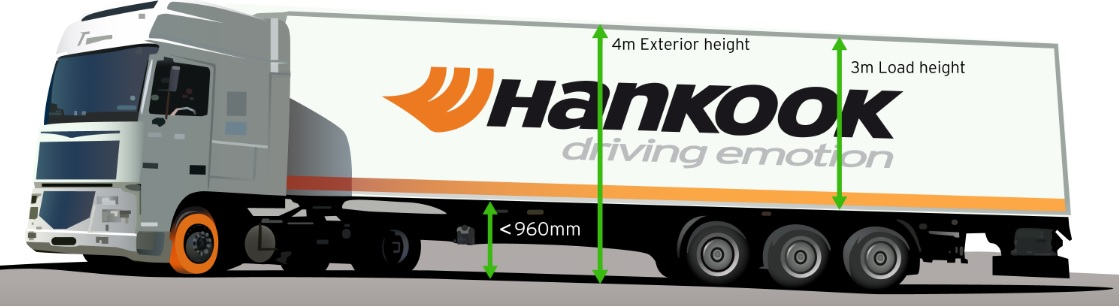 4m Exterior height
3m Load height
Hankook
driving emotion
<960mm